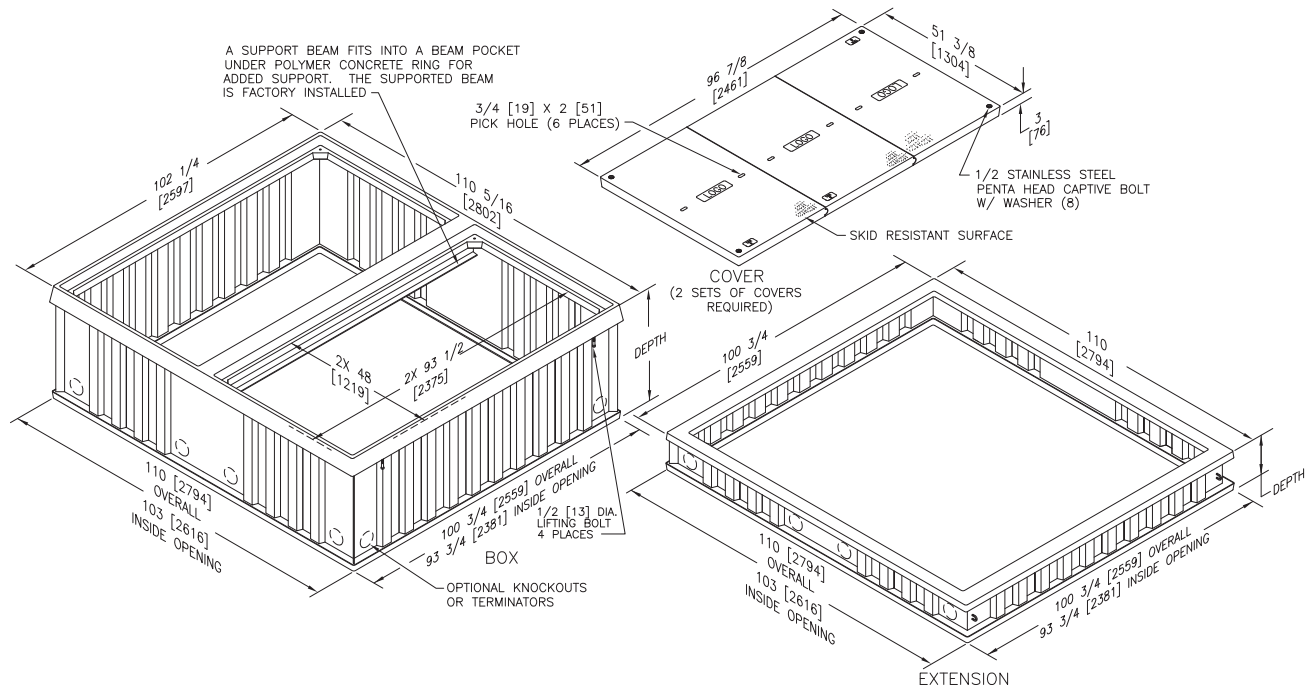 A SUPPORT BEAM FITS INTO A BEAM POCKET
UNDER POLYMER CONCRETE RING FOR
ADDED SUPPORT. THE SUPPORTED BEAM
IS FACTORY INSTALLED
102 1/4
[2597]
110 5/16
[2802]
2X 48
[1219]
2X 93 1/2
[2375]
DEPTH
110 [2794]
OVERALL
103 [2616]
INSIDE OPENING
100 3/4 [2559] OVERALL
93 3/4 [2381] INSIDE OPENING
1/2 [13] DIA.
LIFTING BOLT
4 PLACES
BOX
OPTIONAL KNOCKOUTS
OR TERMINATORS
96 7/8
[2461]
51 3/8
[1304]
3
[76]
3/4 [19] X 2 [51]
PICK HOLE (6 PLACES)
LOGO
LOGO
LOGO
1/2 STAINLESS STEEL
PENTA HEAD CAPTIVE BOLT
W/ WASHER (8)
SKID RESISTANT SURFACE
COVER
(2 SETS OF COVERS
REQUIRED)
100 3/4
[2559]
110
[2794]
DEPTH
110 [2794]
OVERALL
103 [2616]
INSIDE OPENING
100 3/4 [2559] OVERALL
93 3/4 [2381] INSIDE OPENING
EXTENSION